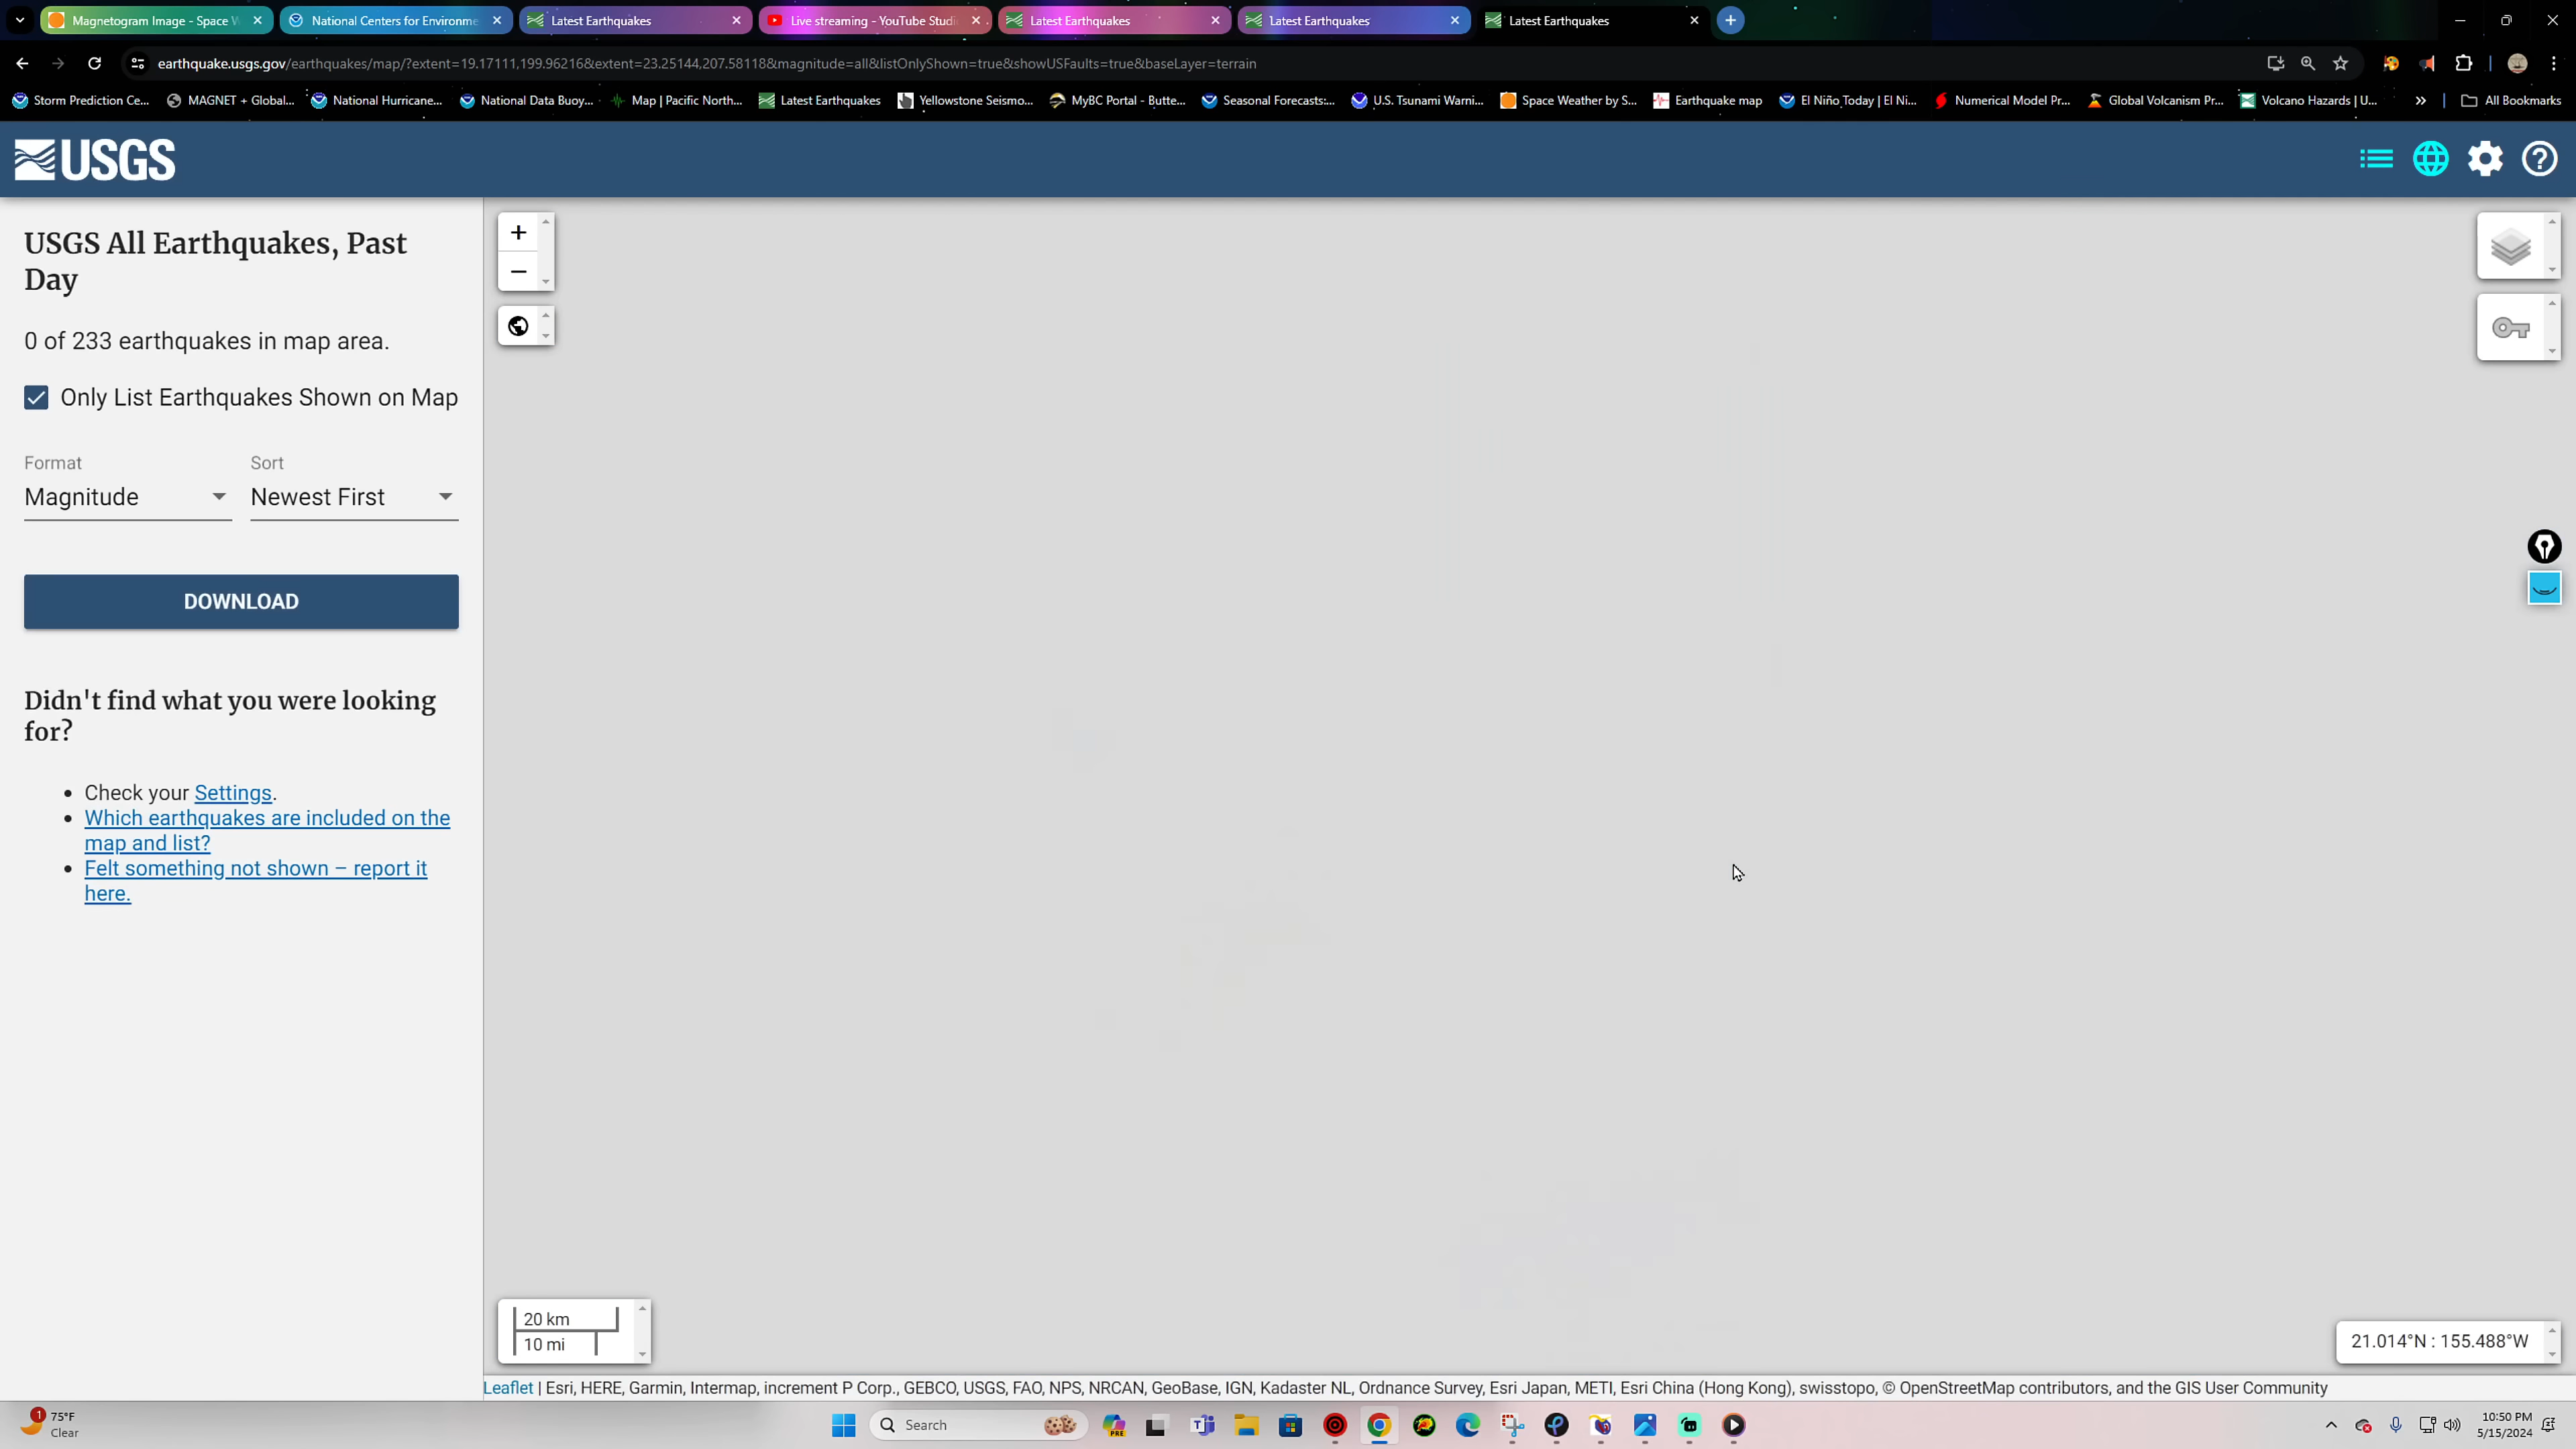 Magnetogram Image - Space W
National Centers for Environme
Latest Earthquakes
Live streaming - YouTube Studi
Latest Earthquakes
Latest Earthquakes
Latest Earthquakes
earthquake.usgs.gov/earthquakes/map/?extent=19.17111,199.96216&extent=23.25144,207.58118&magnitude=all&listOnlyShown=true&showUSFaults=true&baseLayer=terrain
Storm Prediction Ce...
MAGNET + Global...
National Hurricane...
National Data Buoy...
Map | Pacific North...
Latest Earthquakes
Yellowstone Seismo...
MyBC Portal - Butte...
Seasonal Forecasts:...
U.S. Tsunami Warni...
Space Weather by S...
Earthquake map
El Niño Today | El Ni...
Numerical Model Pr...
Global Volcanism Pr...
Volcano Hazards | U...
All Bookmarks
USGS
USGS All Earthquakes, Past
Day
0 of 233 earthquakes in map area.
Only List Earthquakes Shown on Map
Format
Sort
Magnitude
Newest First
DOWNLOAD
Didn't find what you were looking
for?
Check your Settings.
Which earthquakes are included on the
map and list?
Felt something not shown – report it
here.
20 km
10 mi
21.014°N : 155.488°W
Leaflet | Esri, HERE, Garmin, Intermap, increment P Corp., GEBCO, USGS, FAO, NPS, NRCAN, GeoBase, IGN, Kadaster NL, Ordnance Survey, Esri Japan, METI, Esri China (Hong Kong), swisstopo, © OpenStreetMap contributors, and the GIS User Community
1
75°F
Clear
Search
PRE
10:50 PM
5/15/2024